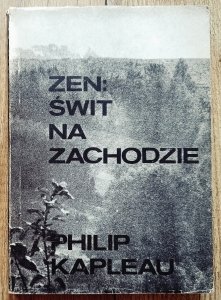 ZEN:
ŚWIT
NA
ZACHODZIE
PHILIP
KAPLEAU